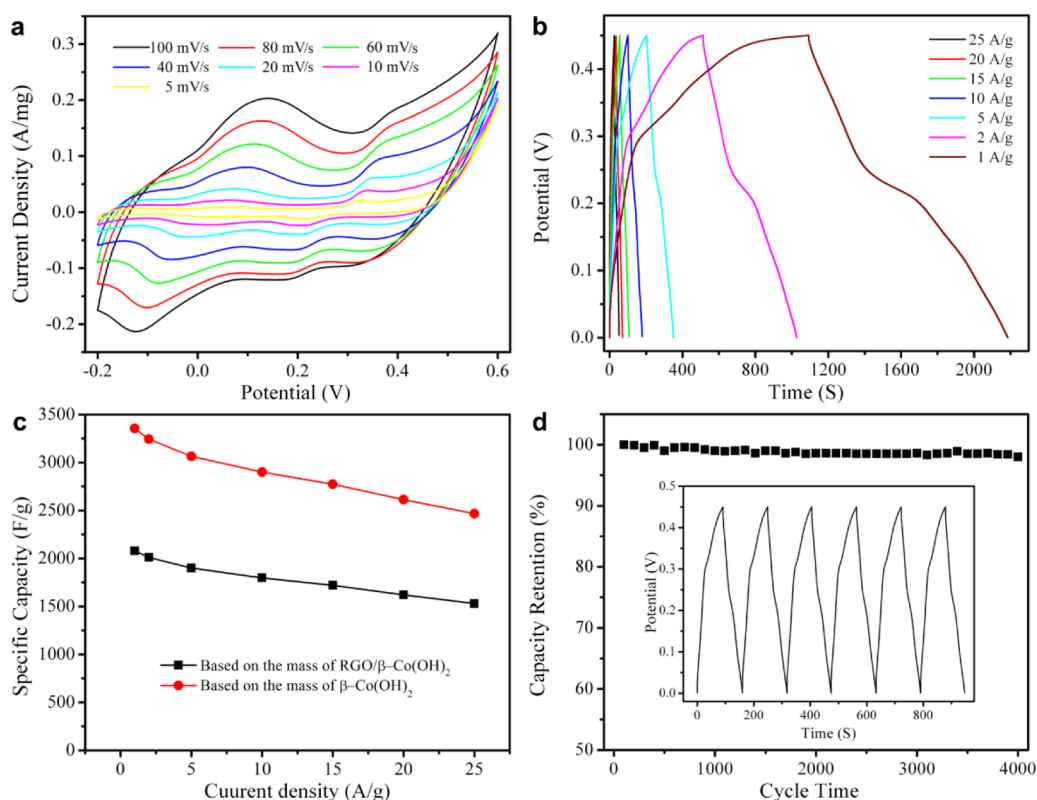 a
100 mV/s 80 mV/s 60 mV/s
40 mV/s 20 mV/s 10 mV/s
5 mV/s
Current Density (A/mg)
0.3
0.2
0.1
0.0
-0.1
-0.2
-0.2 0.0 0.2 0.4 0.6
Potential (V)
b
25 A/g
20 A/g
15 A/g
10 A/g
5 A/g
2 A/g
1 A/g
Potential (V)
0.4
0.3
0.2
0.1
0.0
0 400 800 1200 1600 2000
Time (S)
c
Specific Capacity (F/g)
3500
3000
2500
2000
1500
1000
500
0
Based on the mass of RGO/β–Co(OH)₂
Based on the mass of β–Co(OH)₂
0 5 10 15 20 25
Cuurent density (A/g)
d
Capacity Retention (%)
100
90
80
70
60
50
0 1000 2000 3000 4000
Cycle Time
Potential (V)
0.5
0.4
0.3
0.2
0.1
0.0
0 200 400 600 800
Time (S)